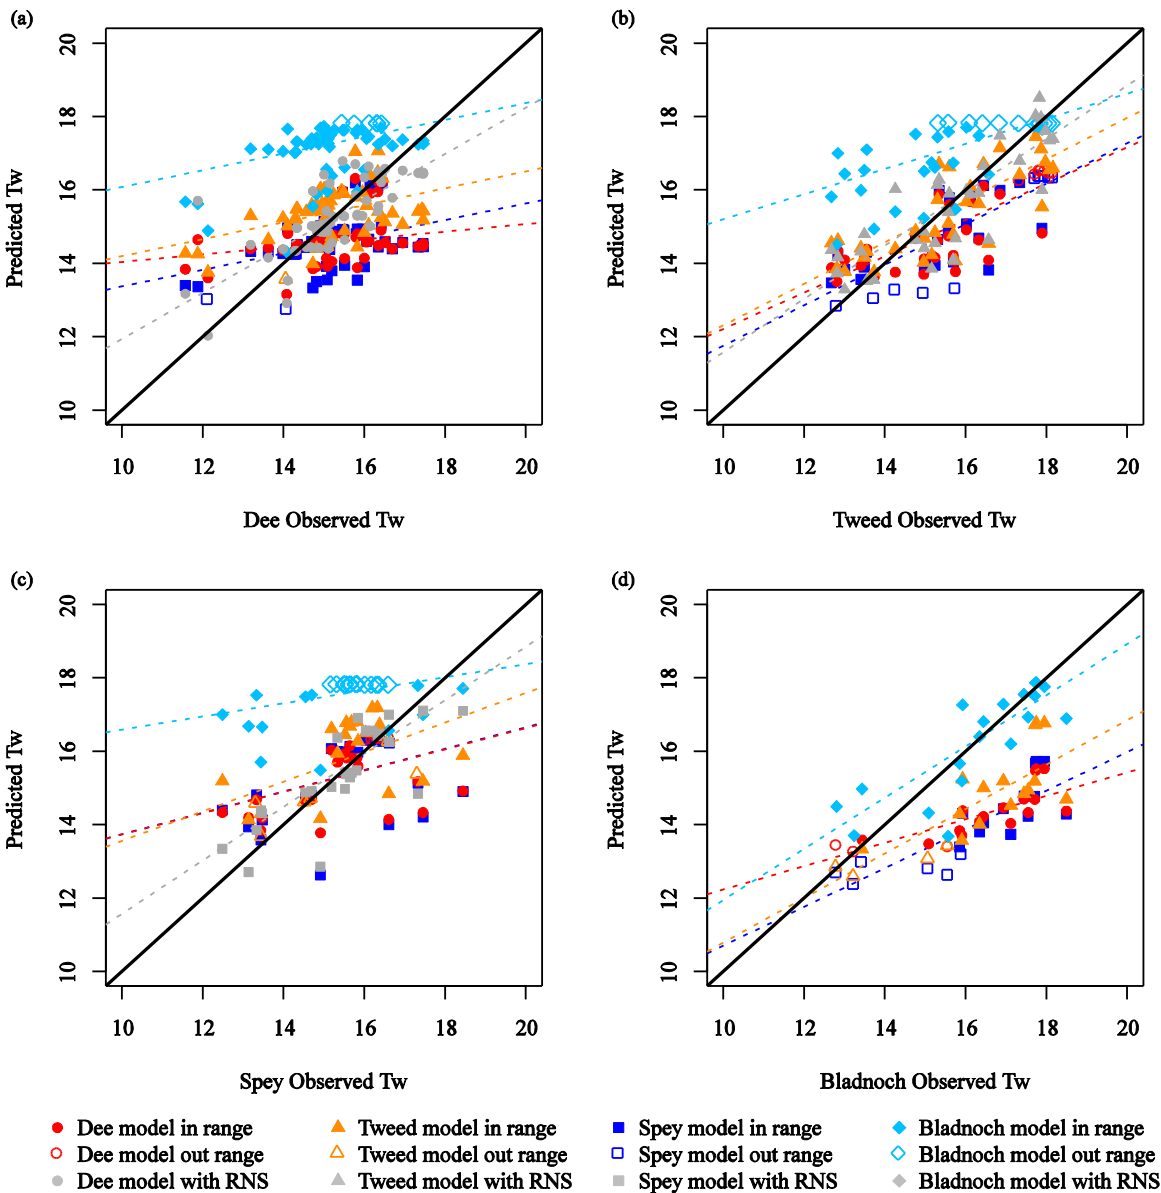 (a)
(b)
20
18
16
14
12
10
Predicted Tw
10 12 14 16 18 20
Dee Observed Tw
20
18
16
14
12
10
Predicted Tw
10 12 14 16 18 20
Tweed Observed Tw
(c)
(d)
20
18
16
14
12
10
Predicted Tw
10 12 14 16 18 20
Spey Observed Tw
20
18
16
14
12
10
Predicted Tw
10 12 14 16 18 20
Bladnoch Observed Tw
Dee model in range Tweed model in range Spey model in range Bladnoch model in range
Dee model out range Tweed model out range Spey model out range Bladnoch model out range
Dee model with RNS Tweed model with RNS Spey model with RNS Bladnoch model with RNS